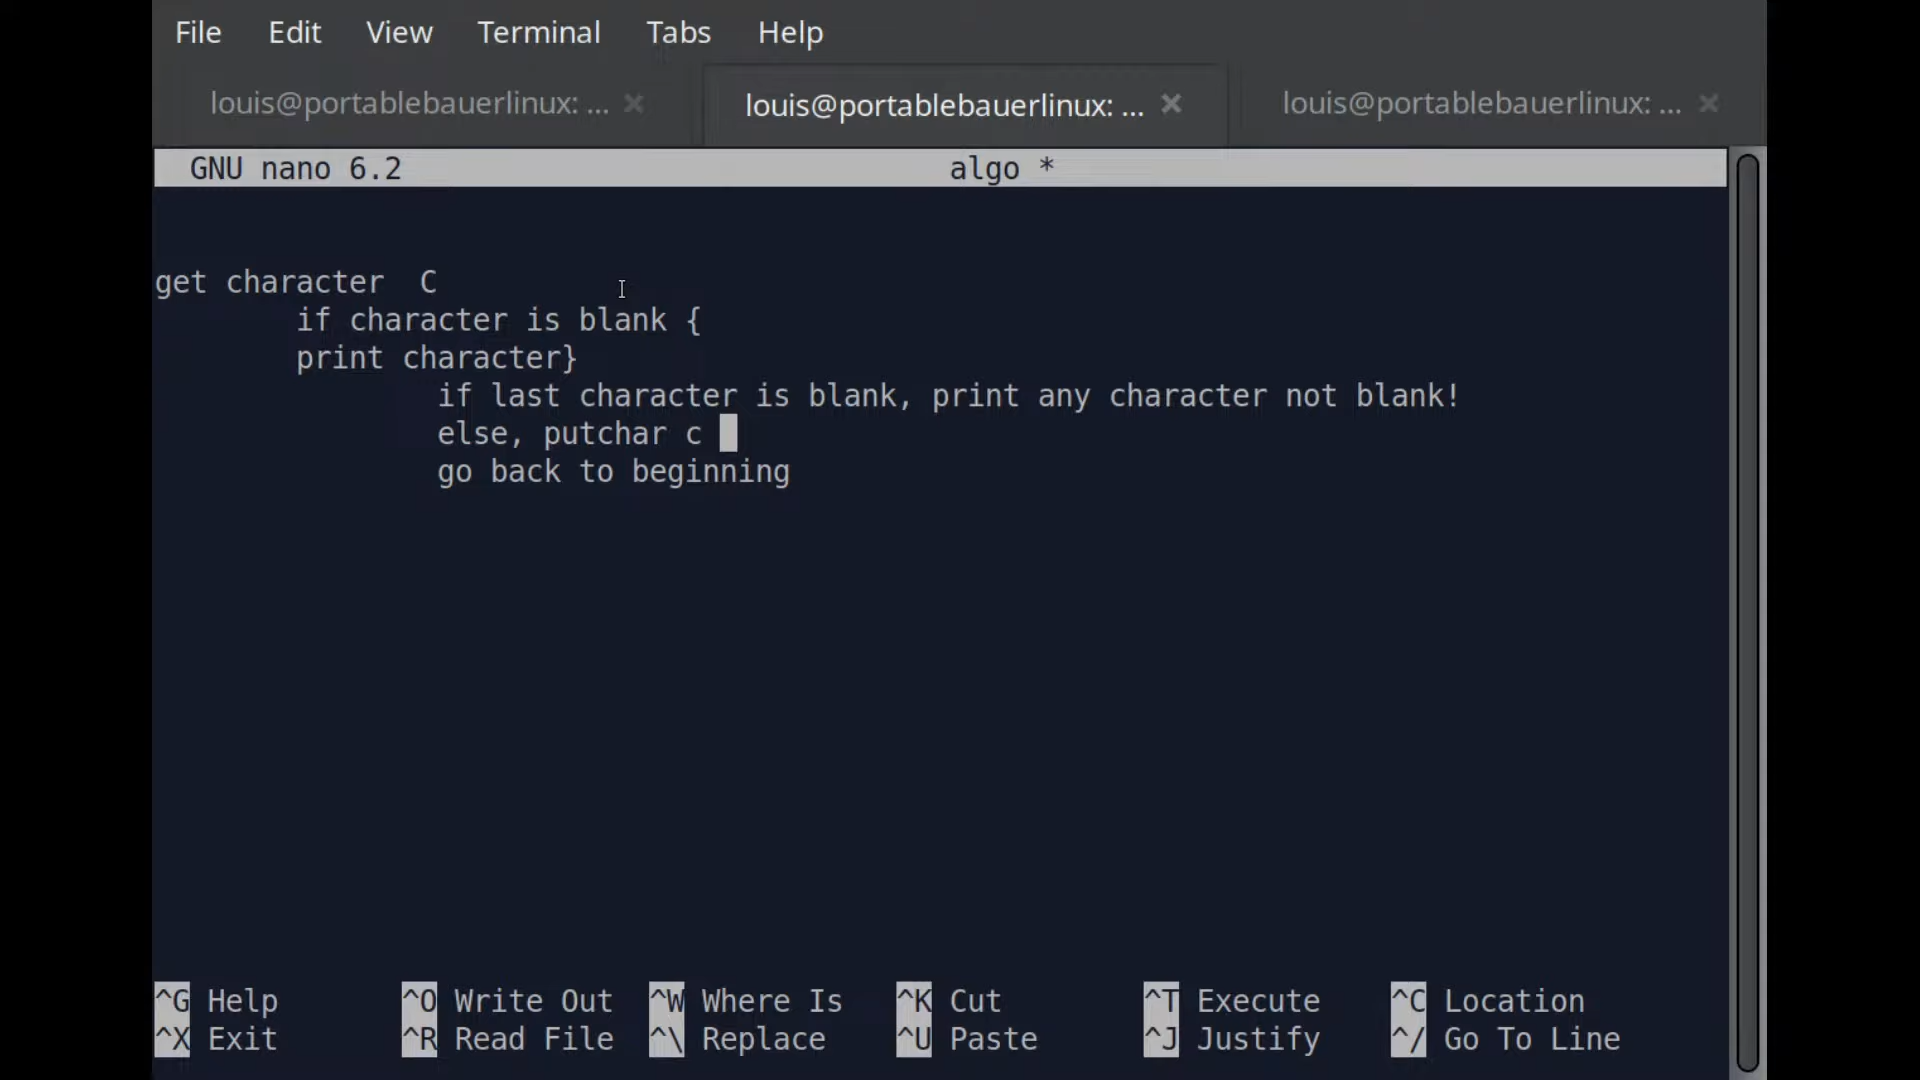 File Edit View Terminal Tabs Help
louis@portablebauerlinux: ... × louis@portablebauerlinux: ... × louis@portablebauerlinux: ... ×
GNU nano 6.2 algo *
get character  C
        if character is blank {
        print character}
                if last character is blank, print any character not blank!
                else, putchar c
                go back to beginning
^G Help ^O Write Out ^W Where Is ^K Cut ^T Execute ^C Location
^X Exit ^R Read File ^\ Replace ^U Paste ^J Justify ^/ Go To Line